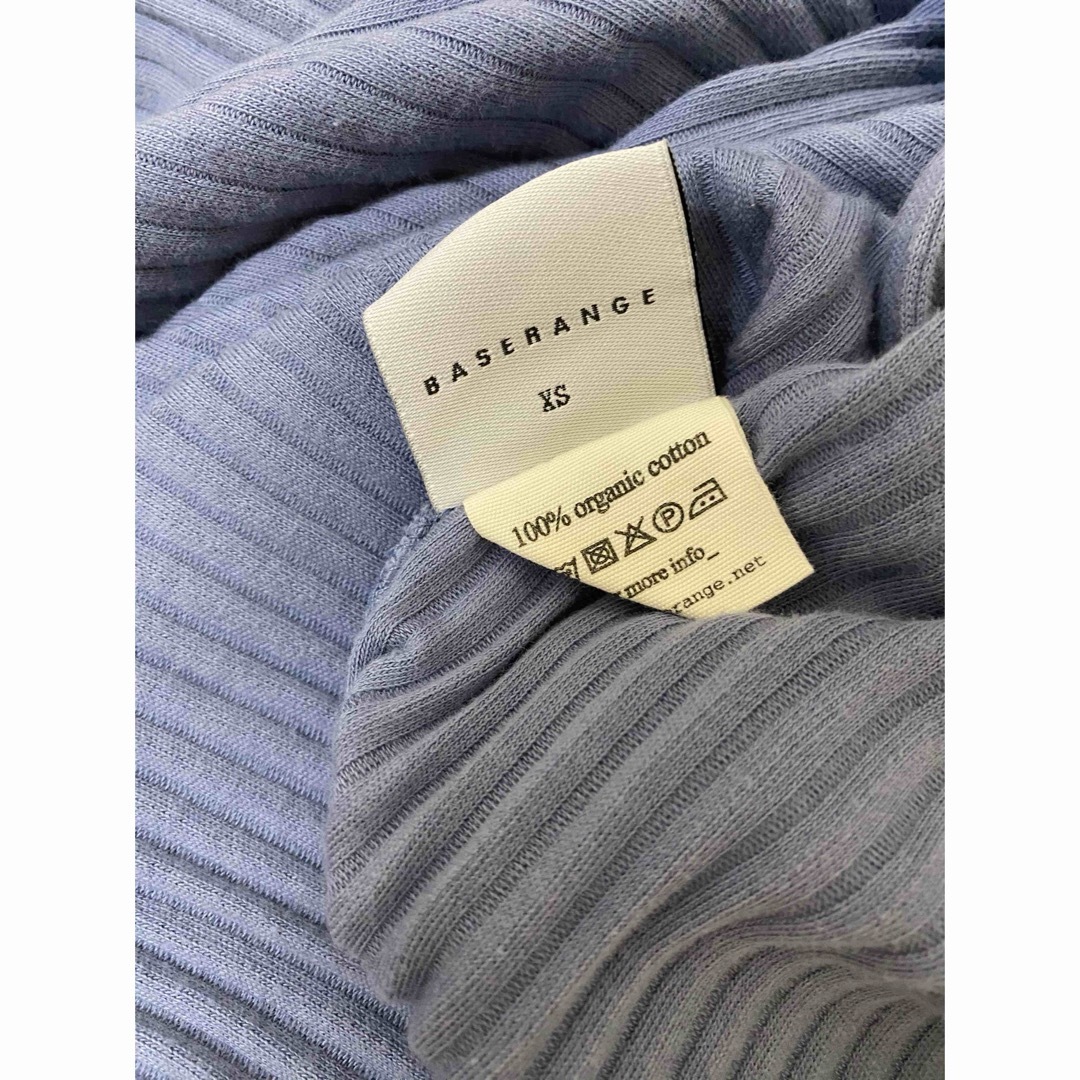 BASERANGE
XS
100% organic cotton
P
more info_
range.net